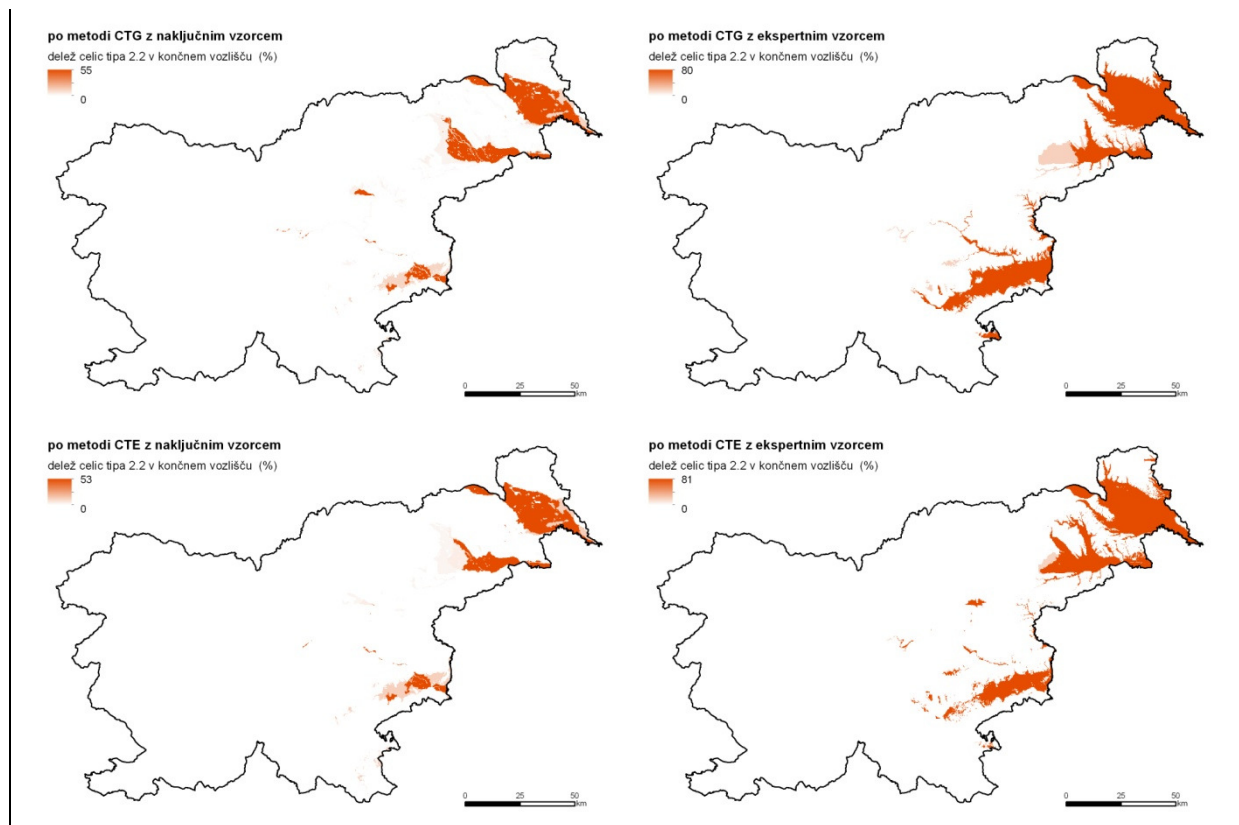 po metodi CTG z naključnim vzorcem
delež celic tipa 2.2 v končnem vozlišču (%)
55
0
0 25 50
km
po metodi CTG z ekspertnim vzorcem
delež celic tipa 2.2 v končnem vozlišču (%)
80
0
0 25 50
km
po metodi CTE z naključnim vzorcem
delež celic tipa 2.2 v končnem vozlišču (%)
53
0
0 25 50
km
po metodi CTE z ekspertnim vzorcem
delež celic tipa 2.2 v končnem vozlišču (%)
81
0
0 25 50
km